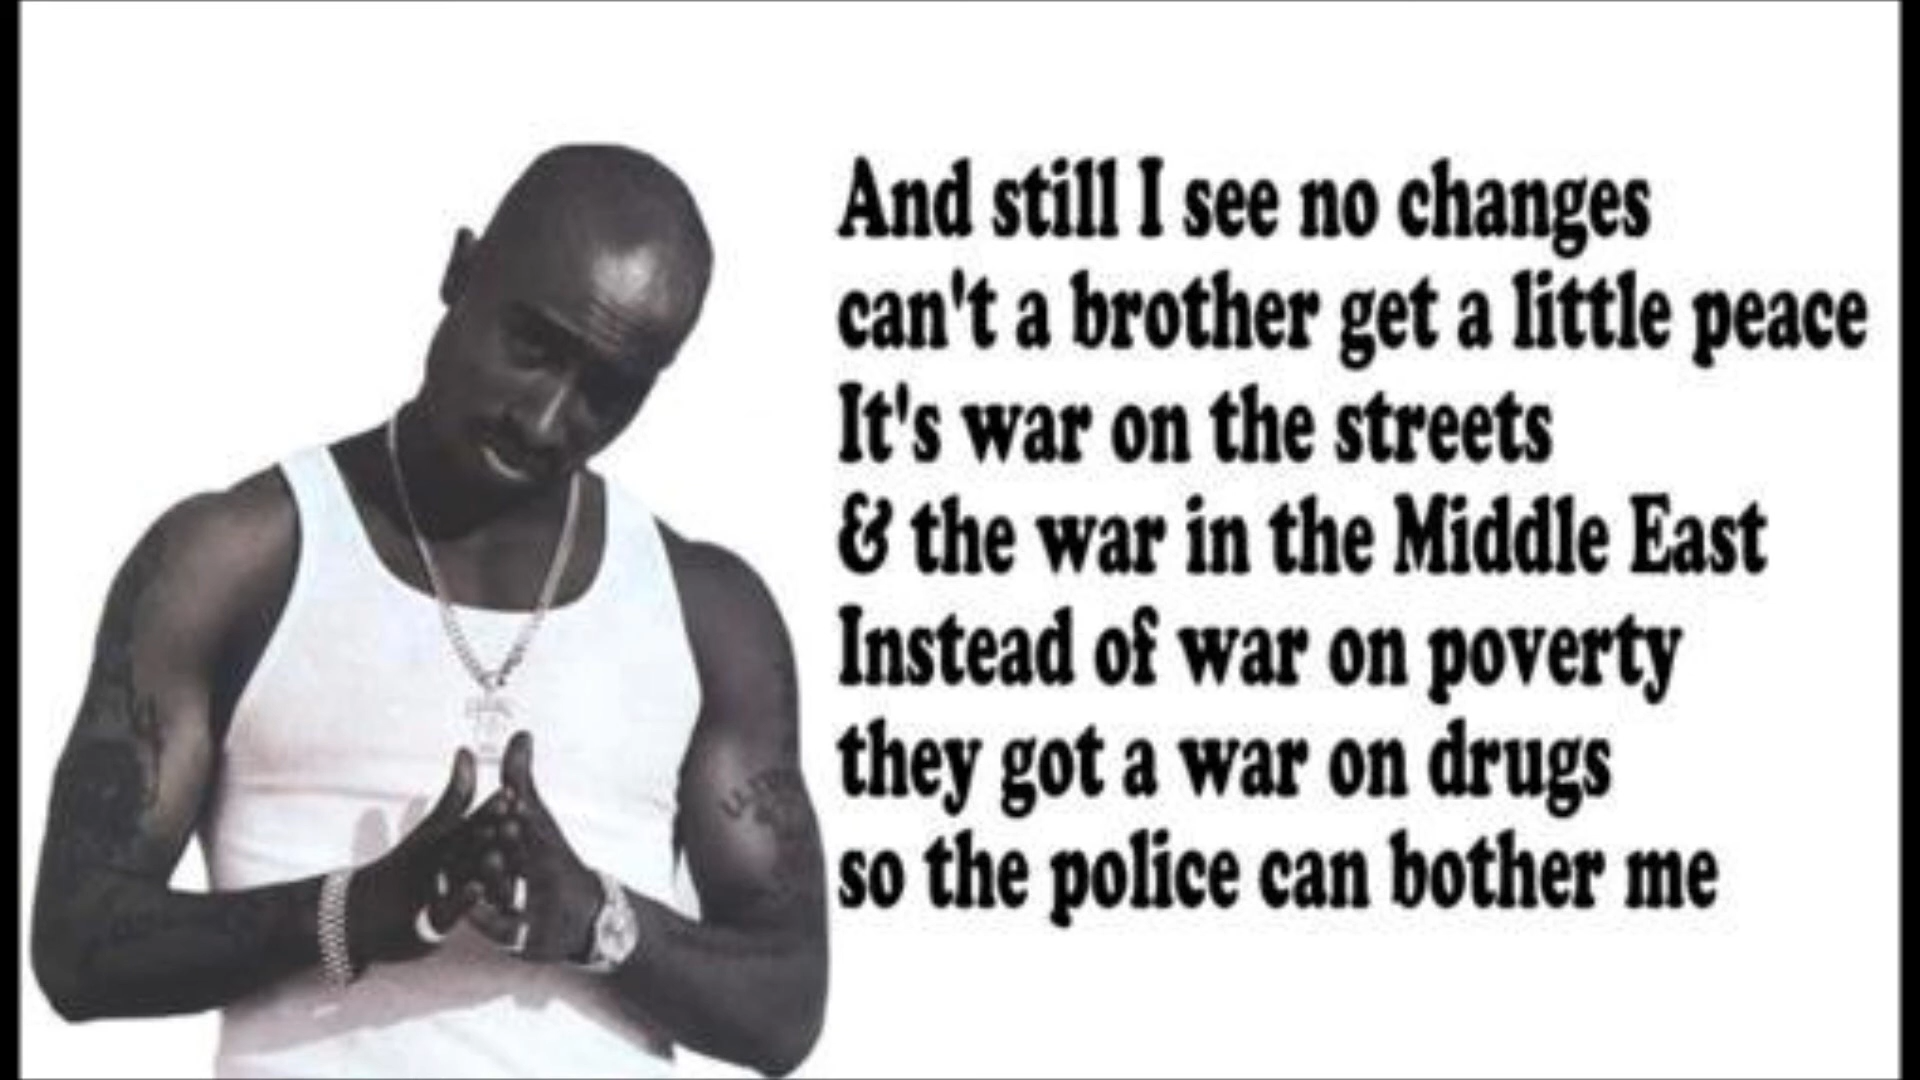 And still I see no changes
can't a brother get a little peace
It's war on the streets
& the war in the Middle East
Instead of war on poverty
they got a war on drugs
so the police can bother me